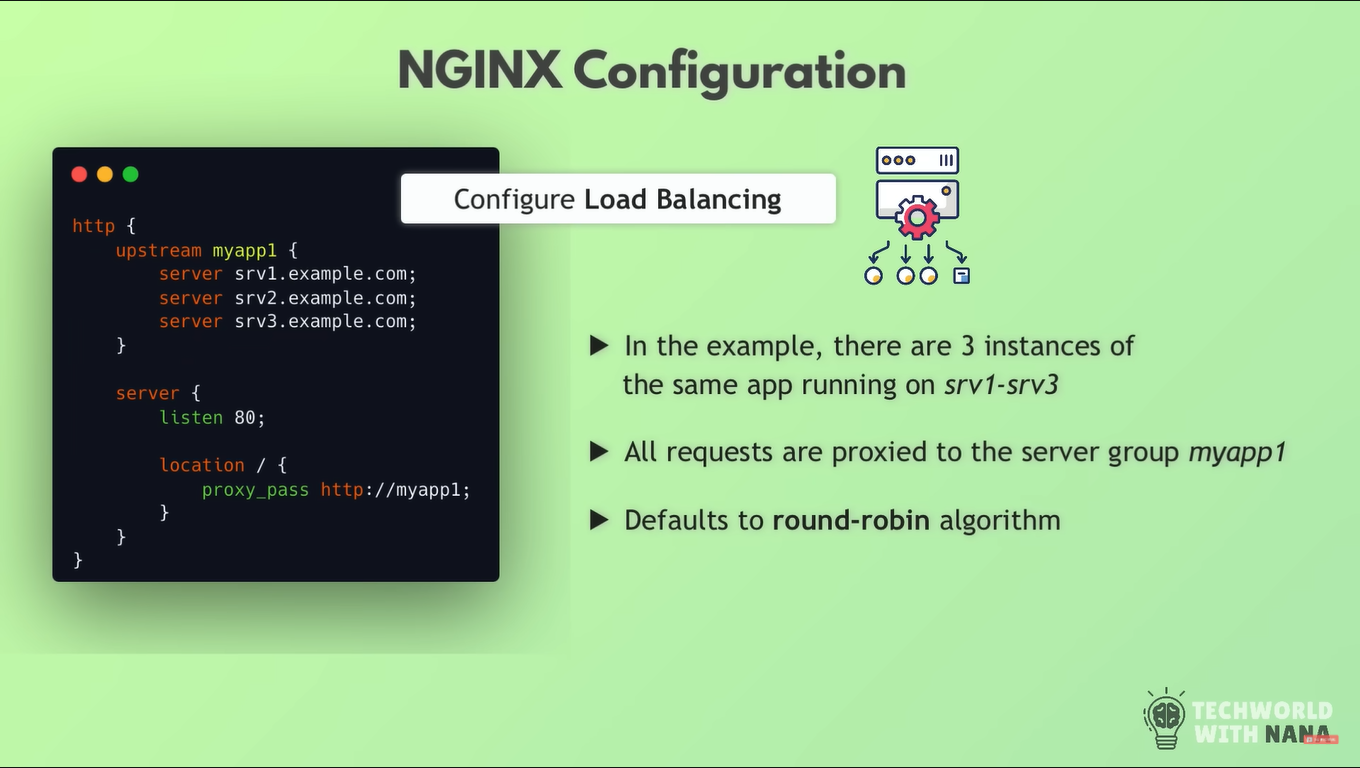 NGINX Configuration
Configure Load Balancing
http {
    upstream myapp1 {
        server srv1.example.com;
        server srv2.example.com;
        server srv3.example.com;
    }
    server {
        listen 80;
        location / {
            proxy_pass http://myapp1;
        }
    }
}
▶ In the example, there are 3 instances of
the same app running on srv1-srv3
▶ All requests are proxied to the server group myapp1
▶ Defaults to round-robin algorithm
TECHWORLD
WITH NANA